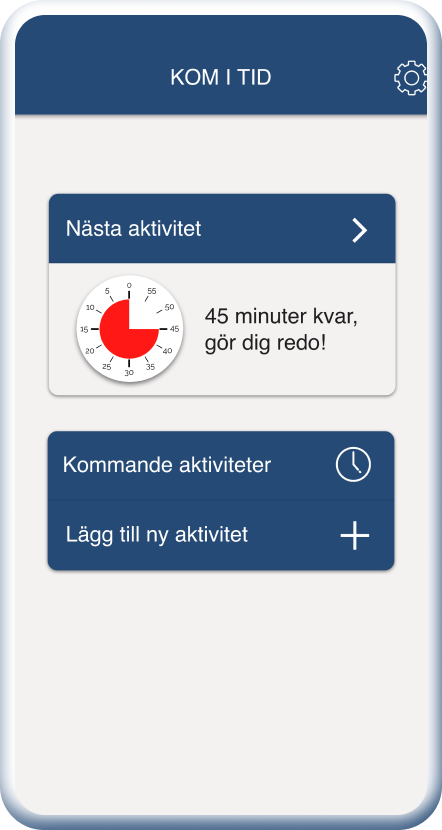 KOM I TID
Nästa aktivitet
0
5 55
10 50
15 45
20 40
25 35
30
45 minuter kvar,
gör dig redo!
Kommande aktiviteter
Lägg till ny aktivitet